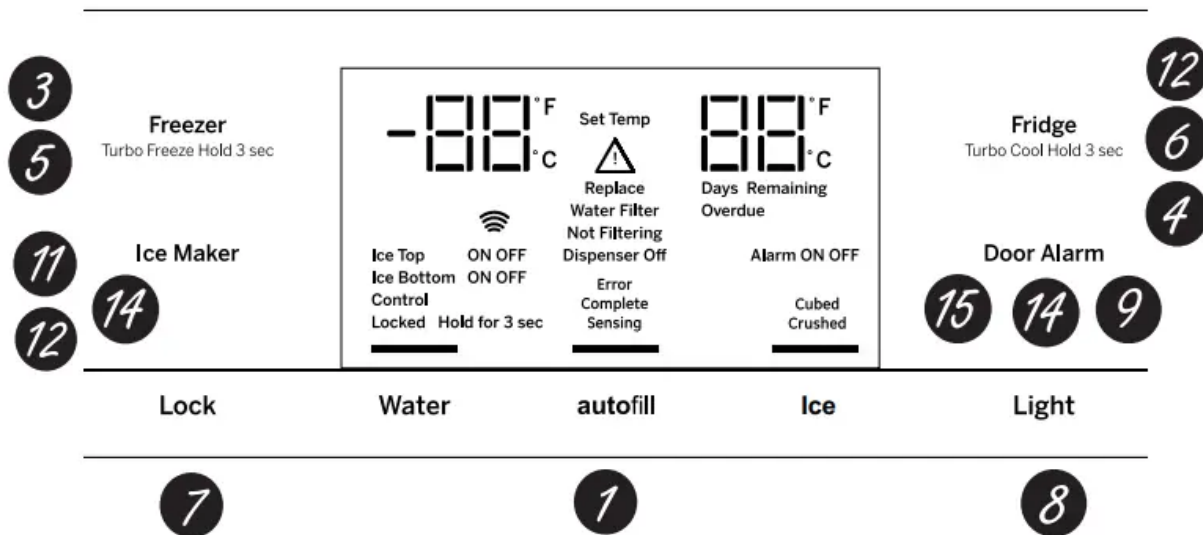 3
5
Freezer
Turbo Freeze Hold 3 sec
11
12
Ice Maker
14
-88 °F °C
Set Temp
88 °F °C
Replace
Water Filter
Not Filtering
Dispenser Off
Days Remaining
Overdue
Ice Top ON OFF
Ice Bottom ON OFF
Control
Locked Hold for 3 sec
Error
Complete
Sensing
Alarm ON OFF
Cubed
Crushed
Fridge
Turbo Cool Hold 3 sec
12
6
4
Door Alarm
15 14 9
Lock Water autofill Ice Light
7 1 8